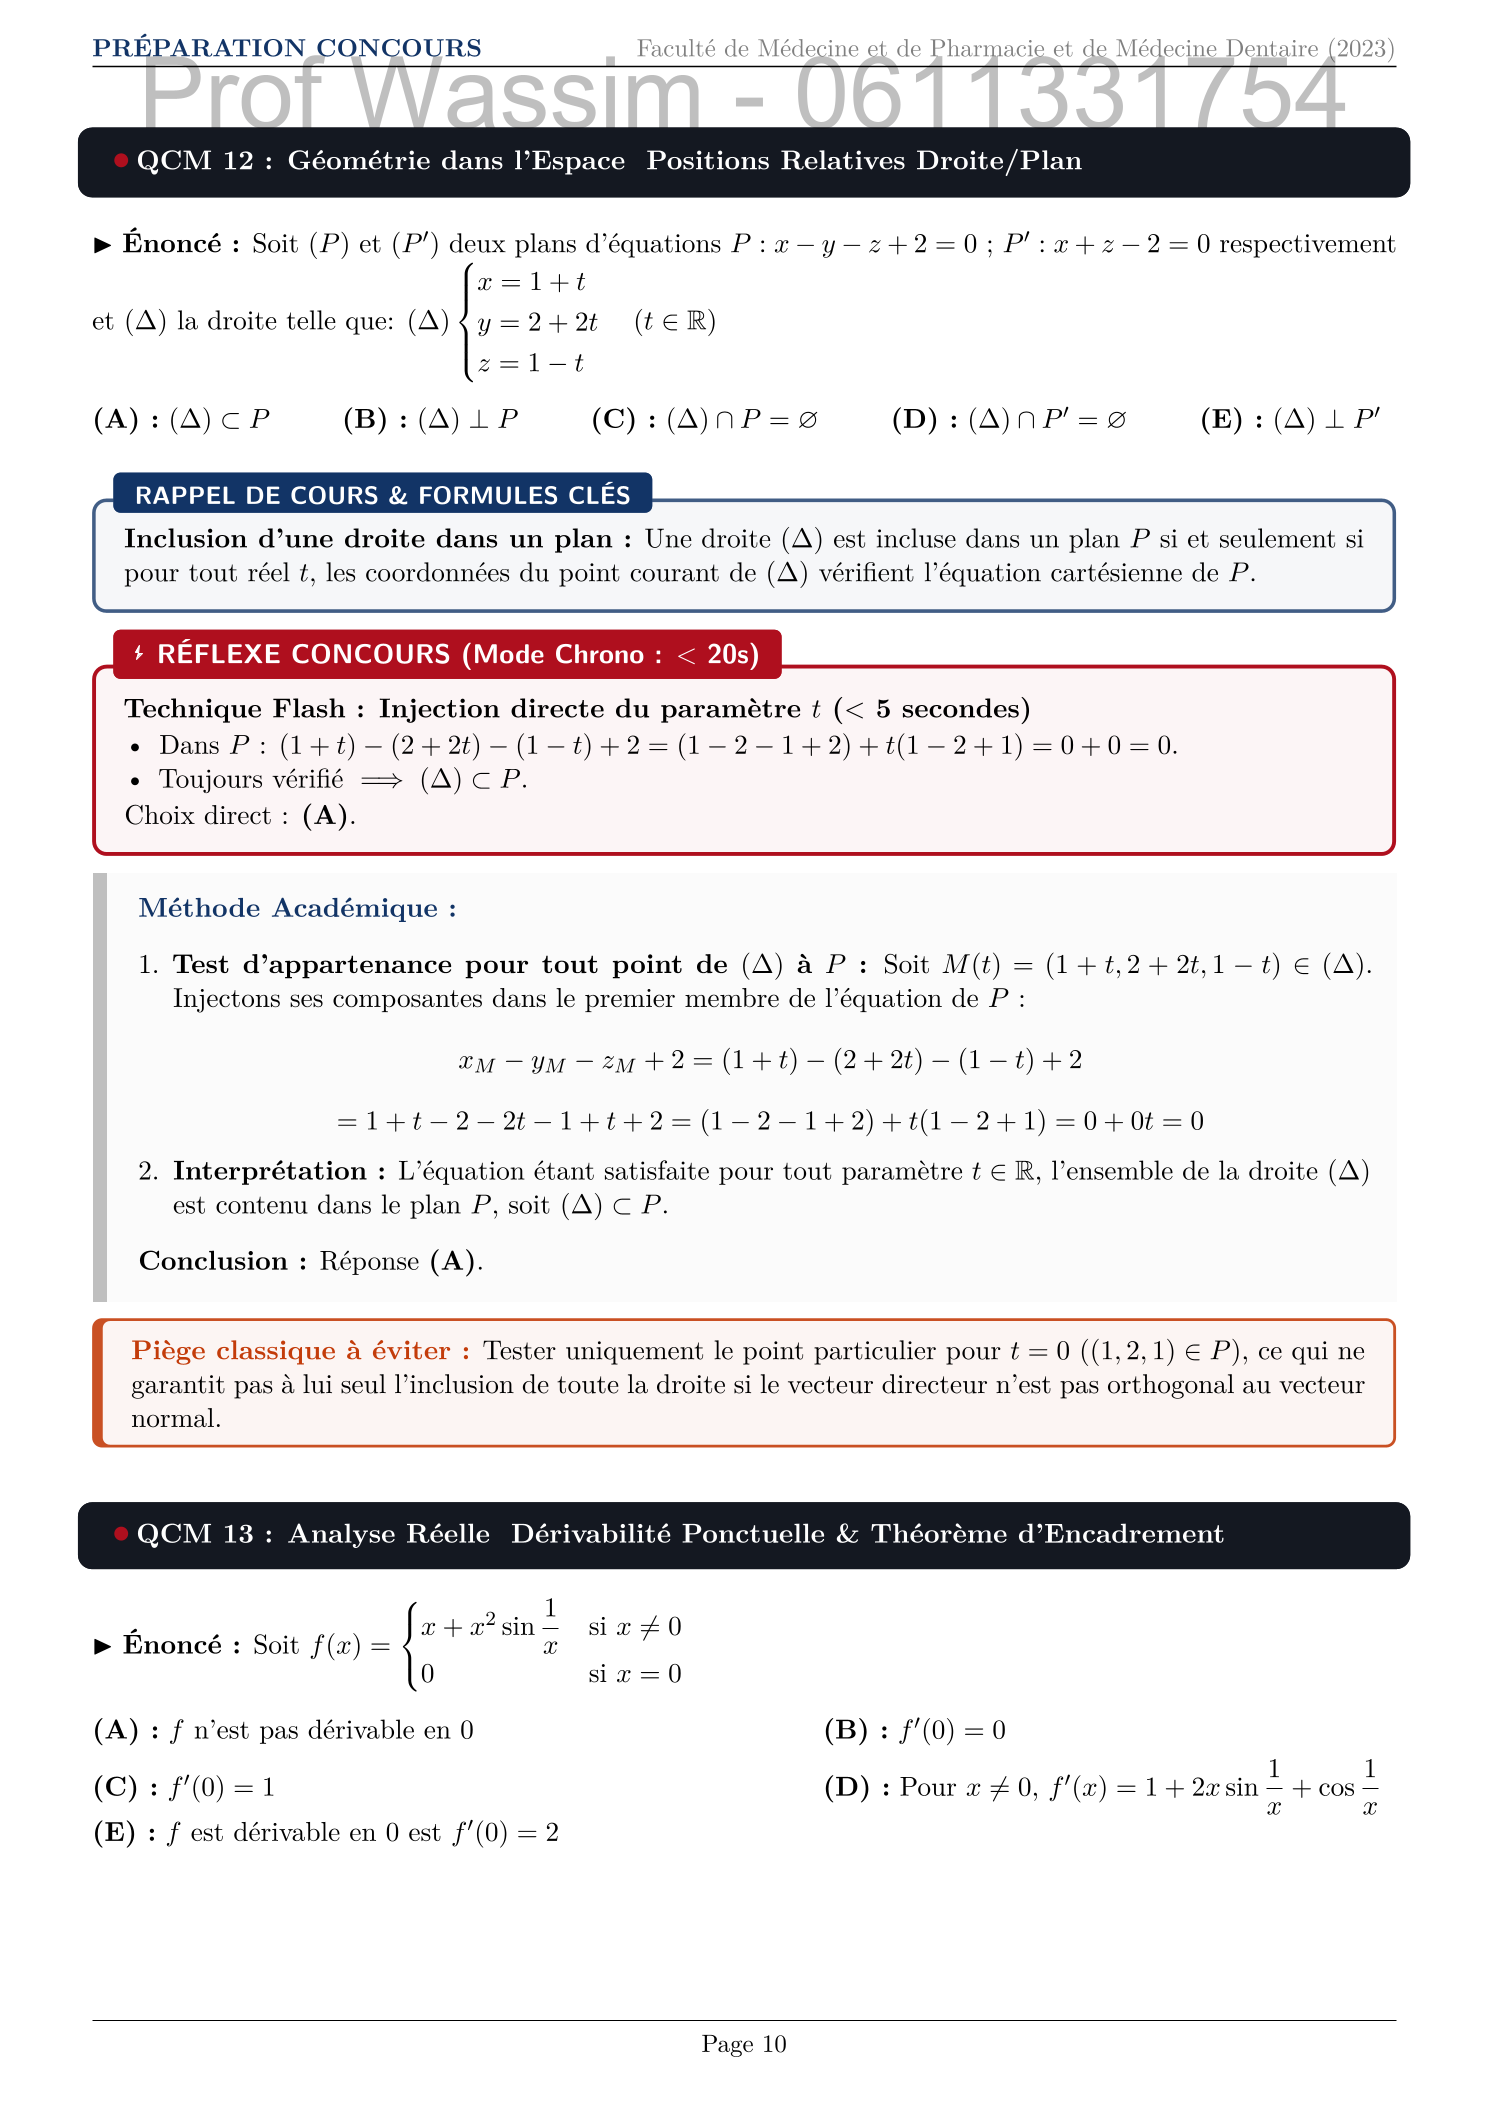 PRÉPARATION CONCOURS Faculté de Médecine et de Pharmacie et de Médecine Dentaire (2023)
Prof Wassim - 0611331754
• QCM 12 : Géométrie dans l'Espace Positions Relatives Droite/Plan
▶ Énoncé : Soit (P) et (P′) deux plans d'équations P : x − y − z + 2 = 0 ; P′ : x + z − 2 = 0 respectivement
et (Δ) la droite telle que: (Δ) { x = 1 + t
y = 2 + 2t (t ∈ ℝ)
z = 1 − t
(A) : (Δ) ⊂ P (B) : (Δ) ⊥ P (C) : (Δ) ∩ P = ∅ (D) : (Δ) ∩ P′ = ∅ (E) : (Δ) ⊥ P′
RAPPEL DE COURS & FORMULES CLÉS
Inclusion d'une droite dans un plan : Une droite (Δ) est incluse dans un plan P si et seulement si
pour tout réel t, les coordonnées du point courant de (Δ) vérifient l'équation cartésienne de P.
⚡ RÉFLEXE CONCOURS (Mode Chrono : < 20s)
Technique Flash : Injection directe du paramètre t (< 5 secondes)
• Dans P : (1 + t) − (2 + 2t) − (1 − t) + 2 = (1 − 2 − 1 + 2) + t(1 − 2 + 1) = 0 + 0 = 0.
• Toujours vérifié ⟹ (Δ) ⊂ P.
Choix direct : (A).
Méthode Académique :
1. Test d'appartenance pour tout point de (Δ) à P : Soit M(t) = (1 + t, 2 + 2t, 1 − t) ∈ (Δ).
Injectons ses composantes dans le premier membre de l'équation de P :
x_M − y_M − z_M + 2 = (1 + t) − (2 + 2t) − (1 − t) + 2
= 1 + t − 2 − 2t − 1 + t + 2 = (1 − 2 − 1 + 2) + t(1 − 2 + 1) = 0 + 0t = 0
2. Interprétation : L'équation étant satisfaite pour tout paramètre t ∈ ℝ, l'ensemble de la droite (Δ)
est contenu dans le plan P, soit (Δ) ⊂ P.
Conclusion : Réponse (A).
Piège classique à éviter : Tester uniquement le point particulier pour t = 0 ((1, 2, 1) ∈ P), ce qui ne
garantit pas à lui seul l'inclusion de toute la droite si le vecteur directeur n'est pas orthogonal au vecteur
normal.
• QCM 13 : Analyse Réelle Dérivabilité Ponctuelle & Théorème d'Encadrement
▶ Énoncé : Soit f(x) = { x + x² sin 1/x si x ≠ 0
0 si x = 0
(A) : f n'est pas dérivable en 0 (B) : f′(0) = 0
(C) : f′(0) = 1 (D) : Pour x ≠ 0, f′(x) = 1 + 2x sin 1/x + cos 1/x
(E) : f est dérivable en 0 est f′(0) = 2
Page 10